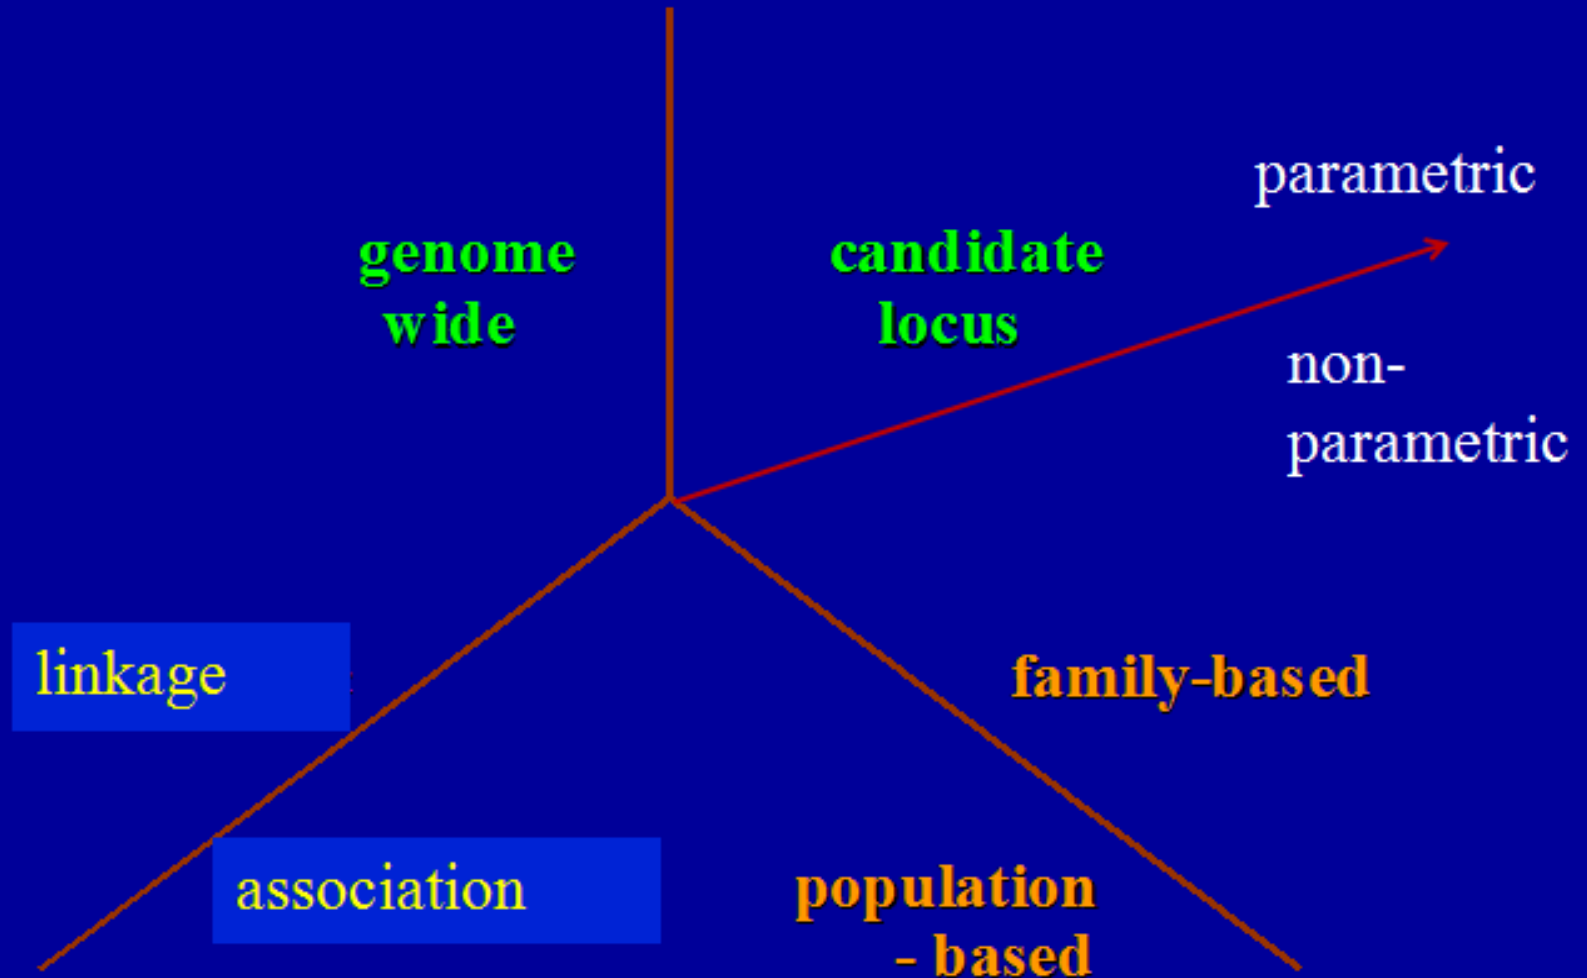 parametric
genome
wide
candidate
locus
non-
parametric
linkage
family-based
association
population
- based